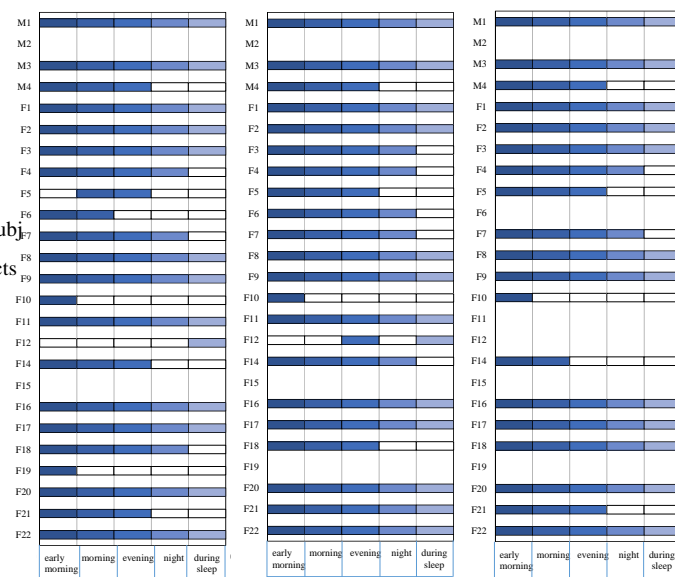 M1
M2
M3
M4
F1
F2
F3
F4
F5
F6
F7
F8
F9
F10
F11
F12
F14
F15
F16
F17
F18
F19
F20
F21
F22
early morning
morning
evening
night
during sleep
M1
M2
M3
M4
F1
F2
F3
F4
F5
F6
F7
F8
F9
F10
F11
F12
F14
F15
F16
F17
F18
F19
F20
F21
F22
early morning
morning
evening
night
during sleep
M1
M2
M3
M4
F1
F2
F3
F4
F5
F6
F7
F8
F9
F10
F11
F12
F14
F15
F16
F17
F18
F19
F20
F21
F22
early morning
morning
evening
night
during sleep